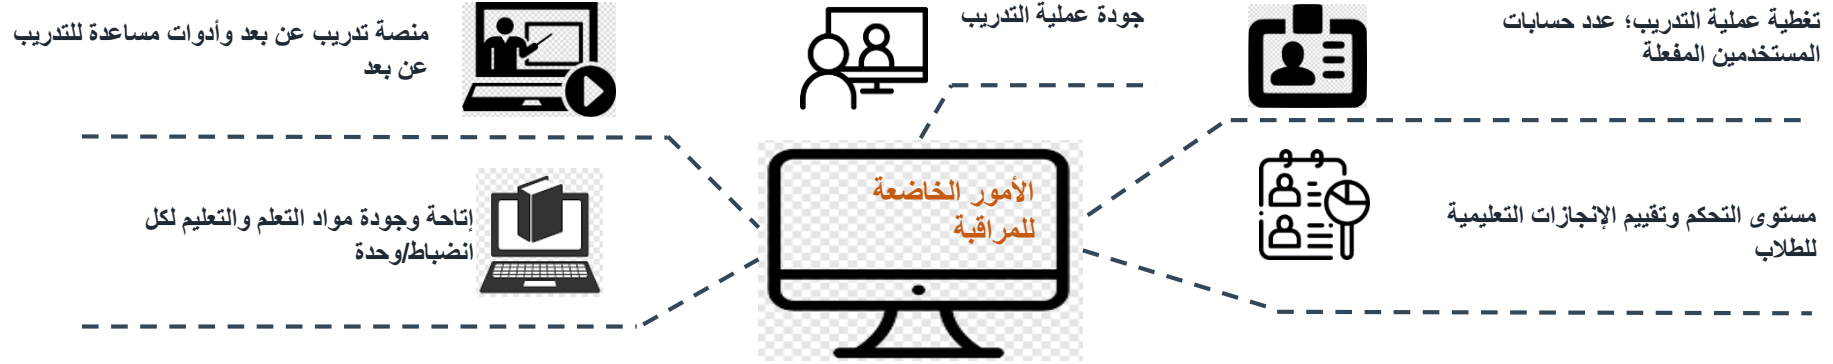 تغطية عملية التدريب؛ عدد حسابات
المستخدمين المفعلة
جودة عملية التدريب
منصة تدريب عن بعد وأدوات مساعدة للتدريب
عن بعد
الأمور الخاضعة
للمراقبة
مستوى التحكم وتقييم الإنجازات التعليمية
للطلاب
إتاحة وجودة مواد التعلم والتعليم لكل
انضباط/وحدة